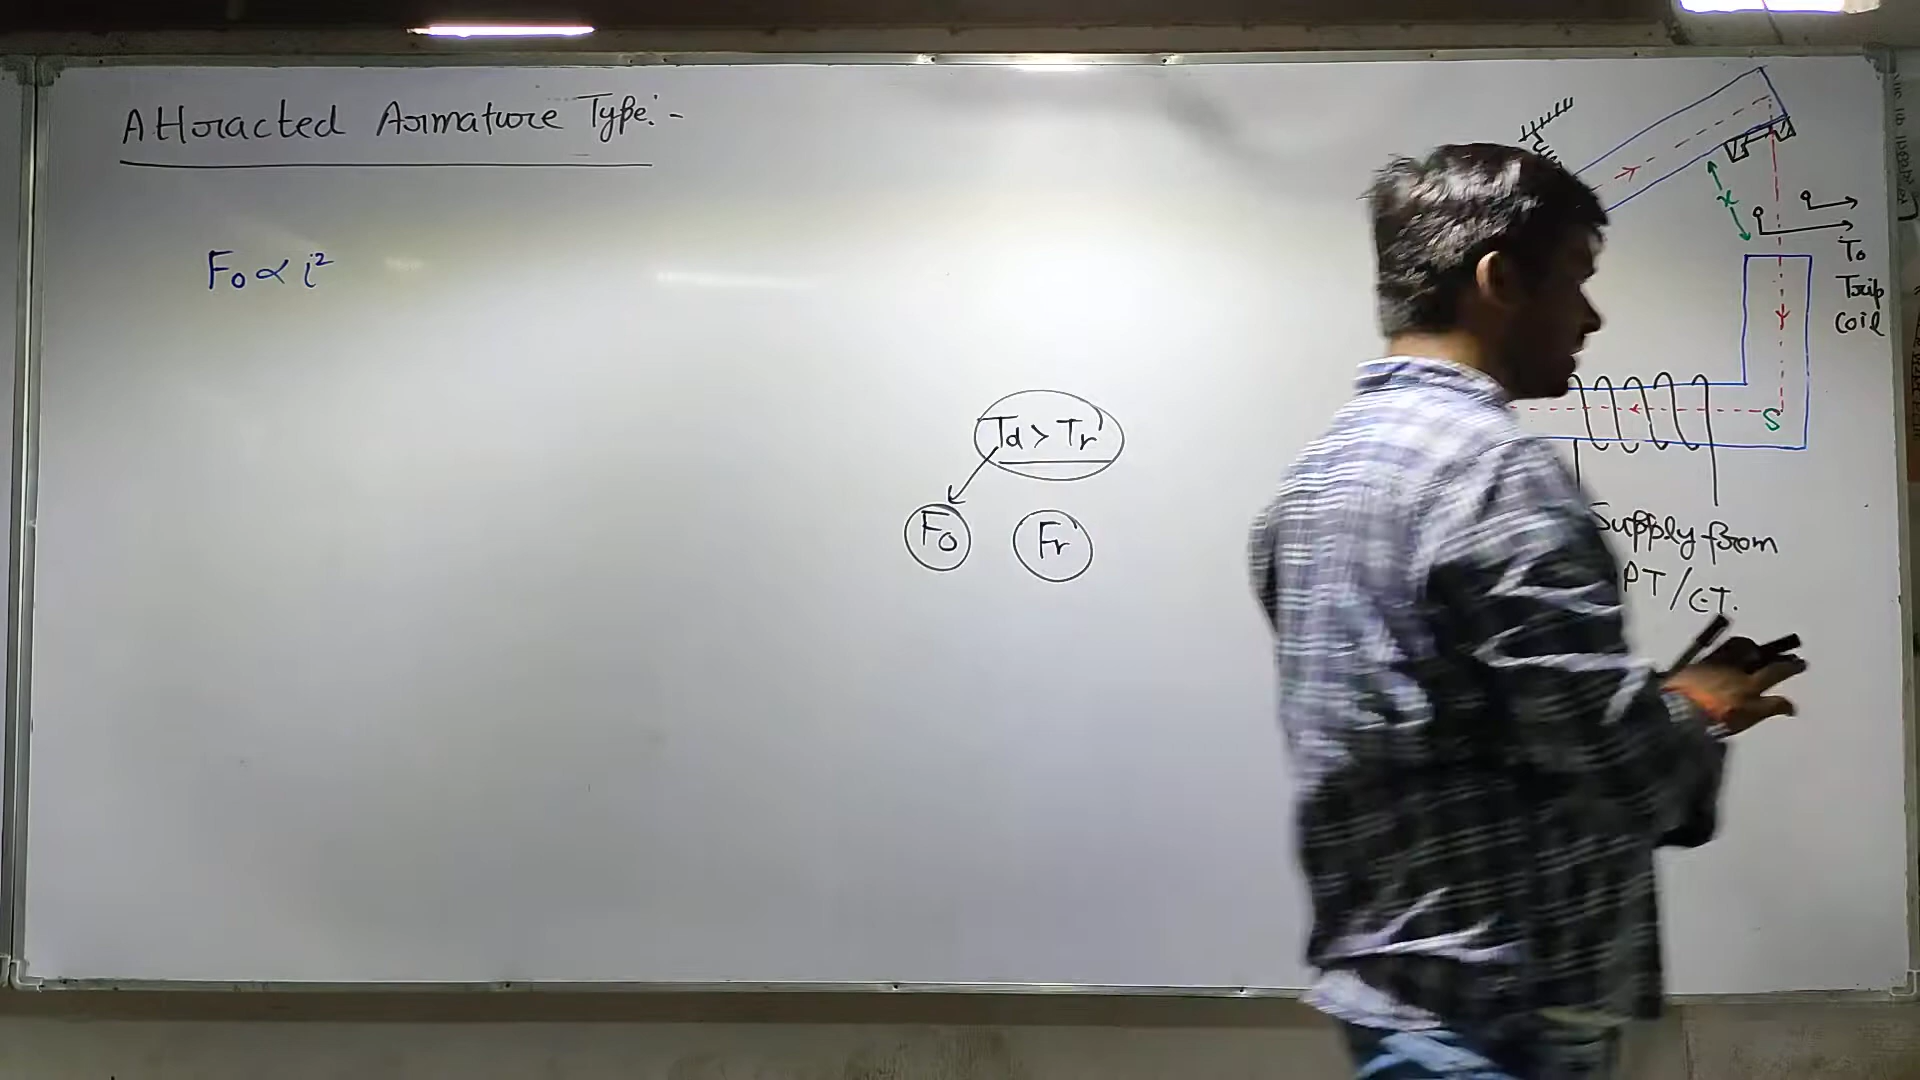 Attracted Armature Type:-
F₀ ∝ i²
Td > Tr
F₀ Fr
x
To
Trip
Coil
S
Supply from
PT/C.T.